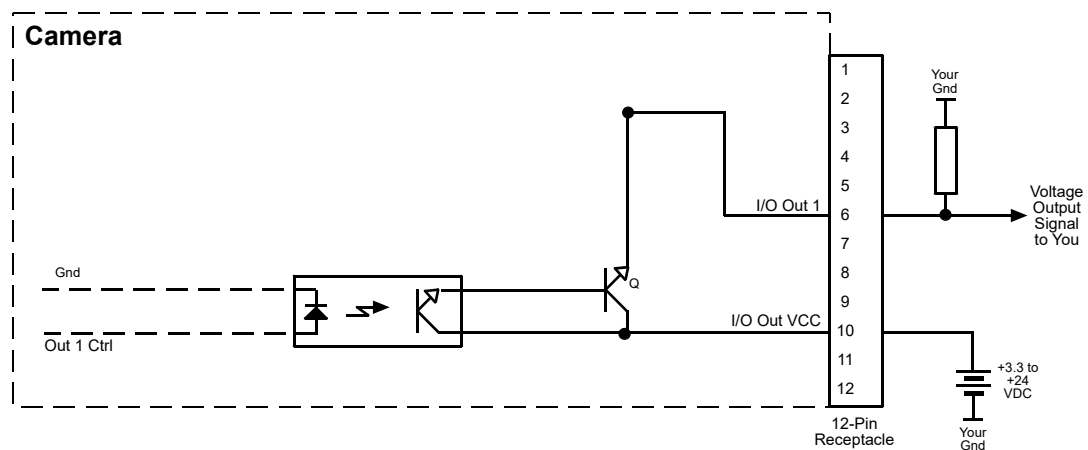 Camera
1
2
3
4
5
6
7
8
9
10
11
12
Your
Gnd
I/O Out 1
Voltage
Output
Signal
to You
Gnd
Q
Out 1 Ctrl
I/O Out VCC
+3.3 to
+24
VDC
12-Pin
Receptacle
Your
Gnd